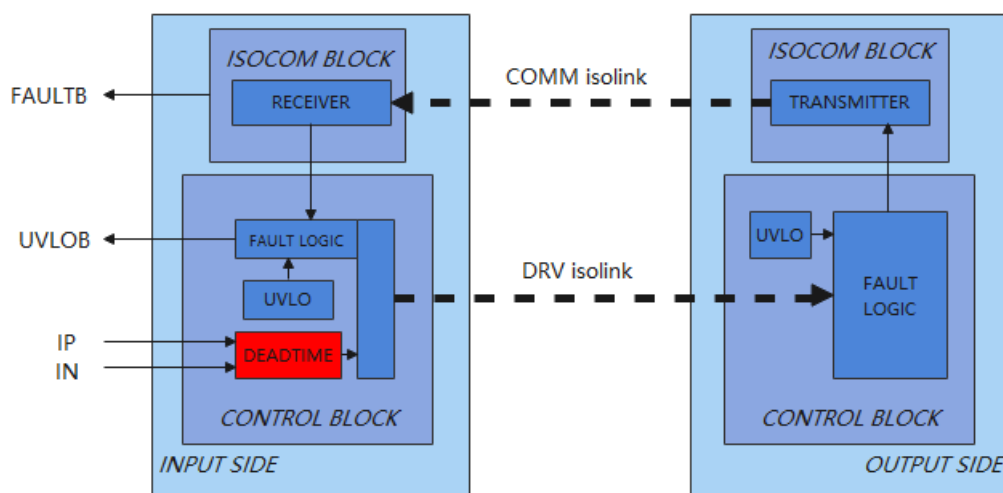 ISOCOM BLOCK
RECEIVER
FAULTB
COMM isolink
ISOCOM BLOCK
TRANSMITTER
UVLOB
FAULT LOGIC
UVLO
DRV isolink
UVLO
FAULT
LOGIC
IP
IN
DEADTIME
CONTROL BLOCK
CONTROL BLOCK
INPUT SIDE
OUTPUT SIDE